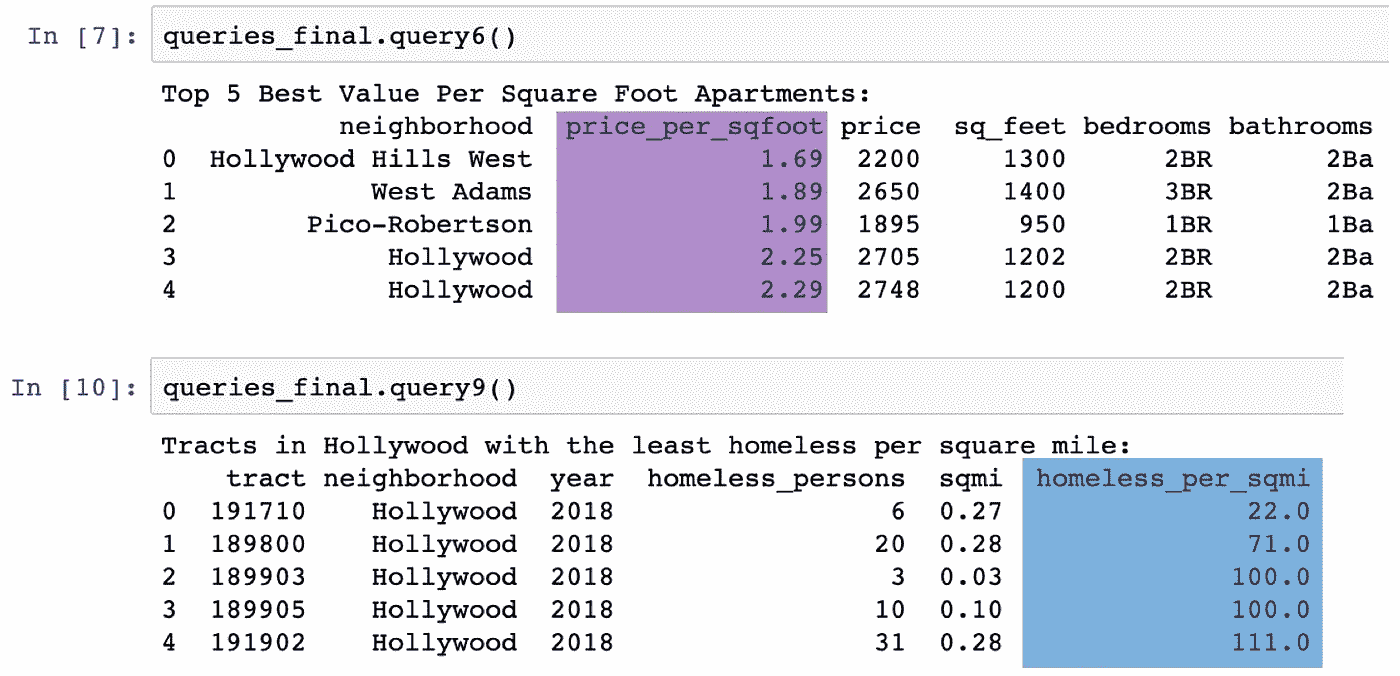 In [7]: queries_final.query6()
Top 5 Best Value Per Square Foot Apartments:
neighborhood price_per_sqfoot price sq_feet bedrooms bathrooms
0 Hollywood Hills West 1.69 2200 1300 2BR 2Ba
1 West Adams 1.89 2650 1400 3BR 2Ba
2 Pico-Robertson 1.99 1895 950 1BR 1Ba
3 Hollywood 2.25 2705 1202 2BR 2Ba
4 Hollywood 2.29 2748 1200 2BR 2Ba
In [10]: queries_final.query9()
Tracts in Hollywood with the least homeless per square mile:
tract neighborhood year homeless_persons sqmi homeless_per_sqmi
0 191710 Hollywood 2018 6 0.27 22.0
1 189800 Hollywood 2018 20 0.28 71.0
2 189903 Hollywood 2018 3 0.03 100.0
3 189905 Hollywood 2018 10 0.10 100.0
4 191902 Hollywood 2018 31 0.28 111.0